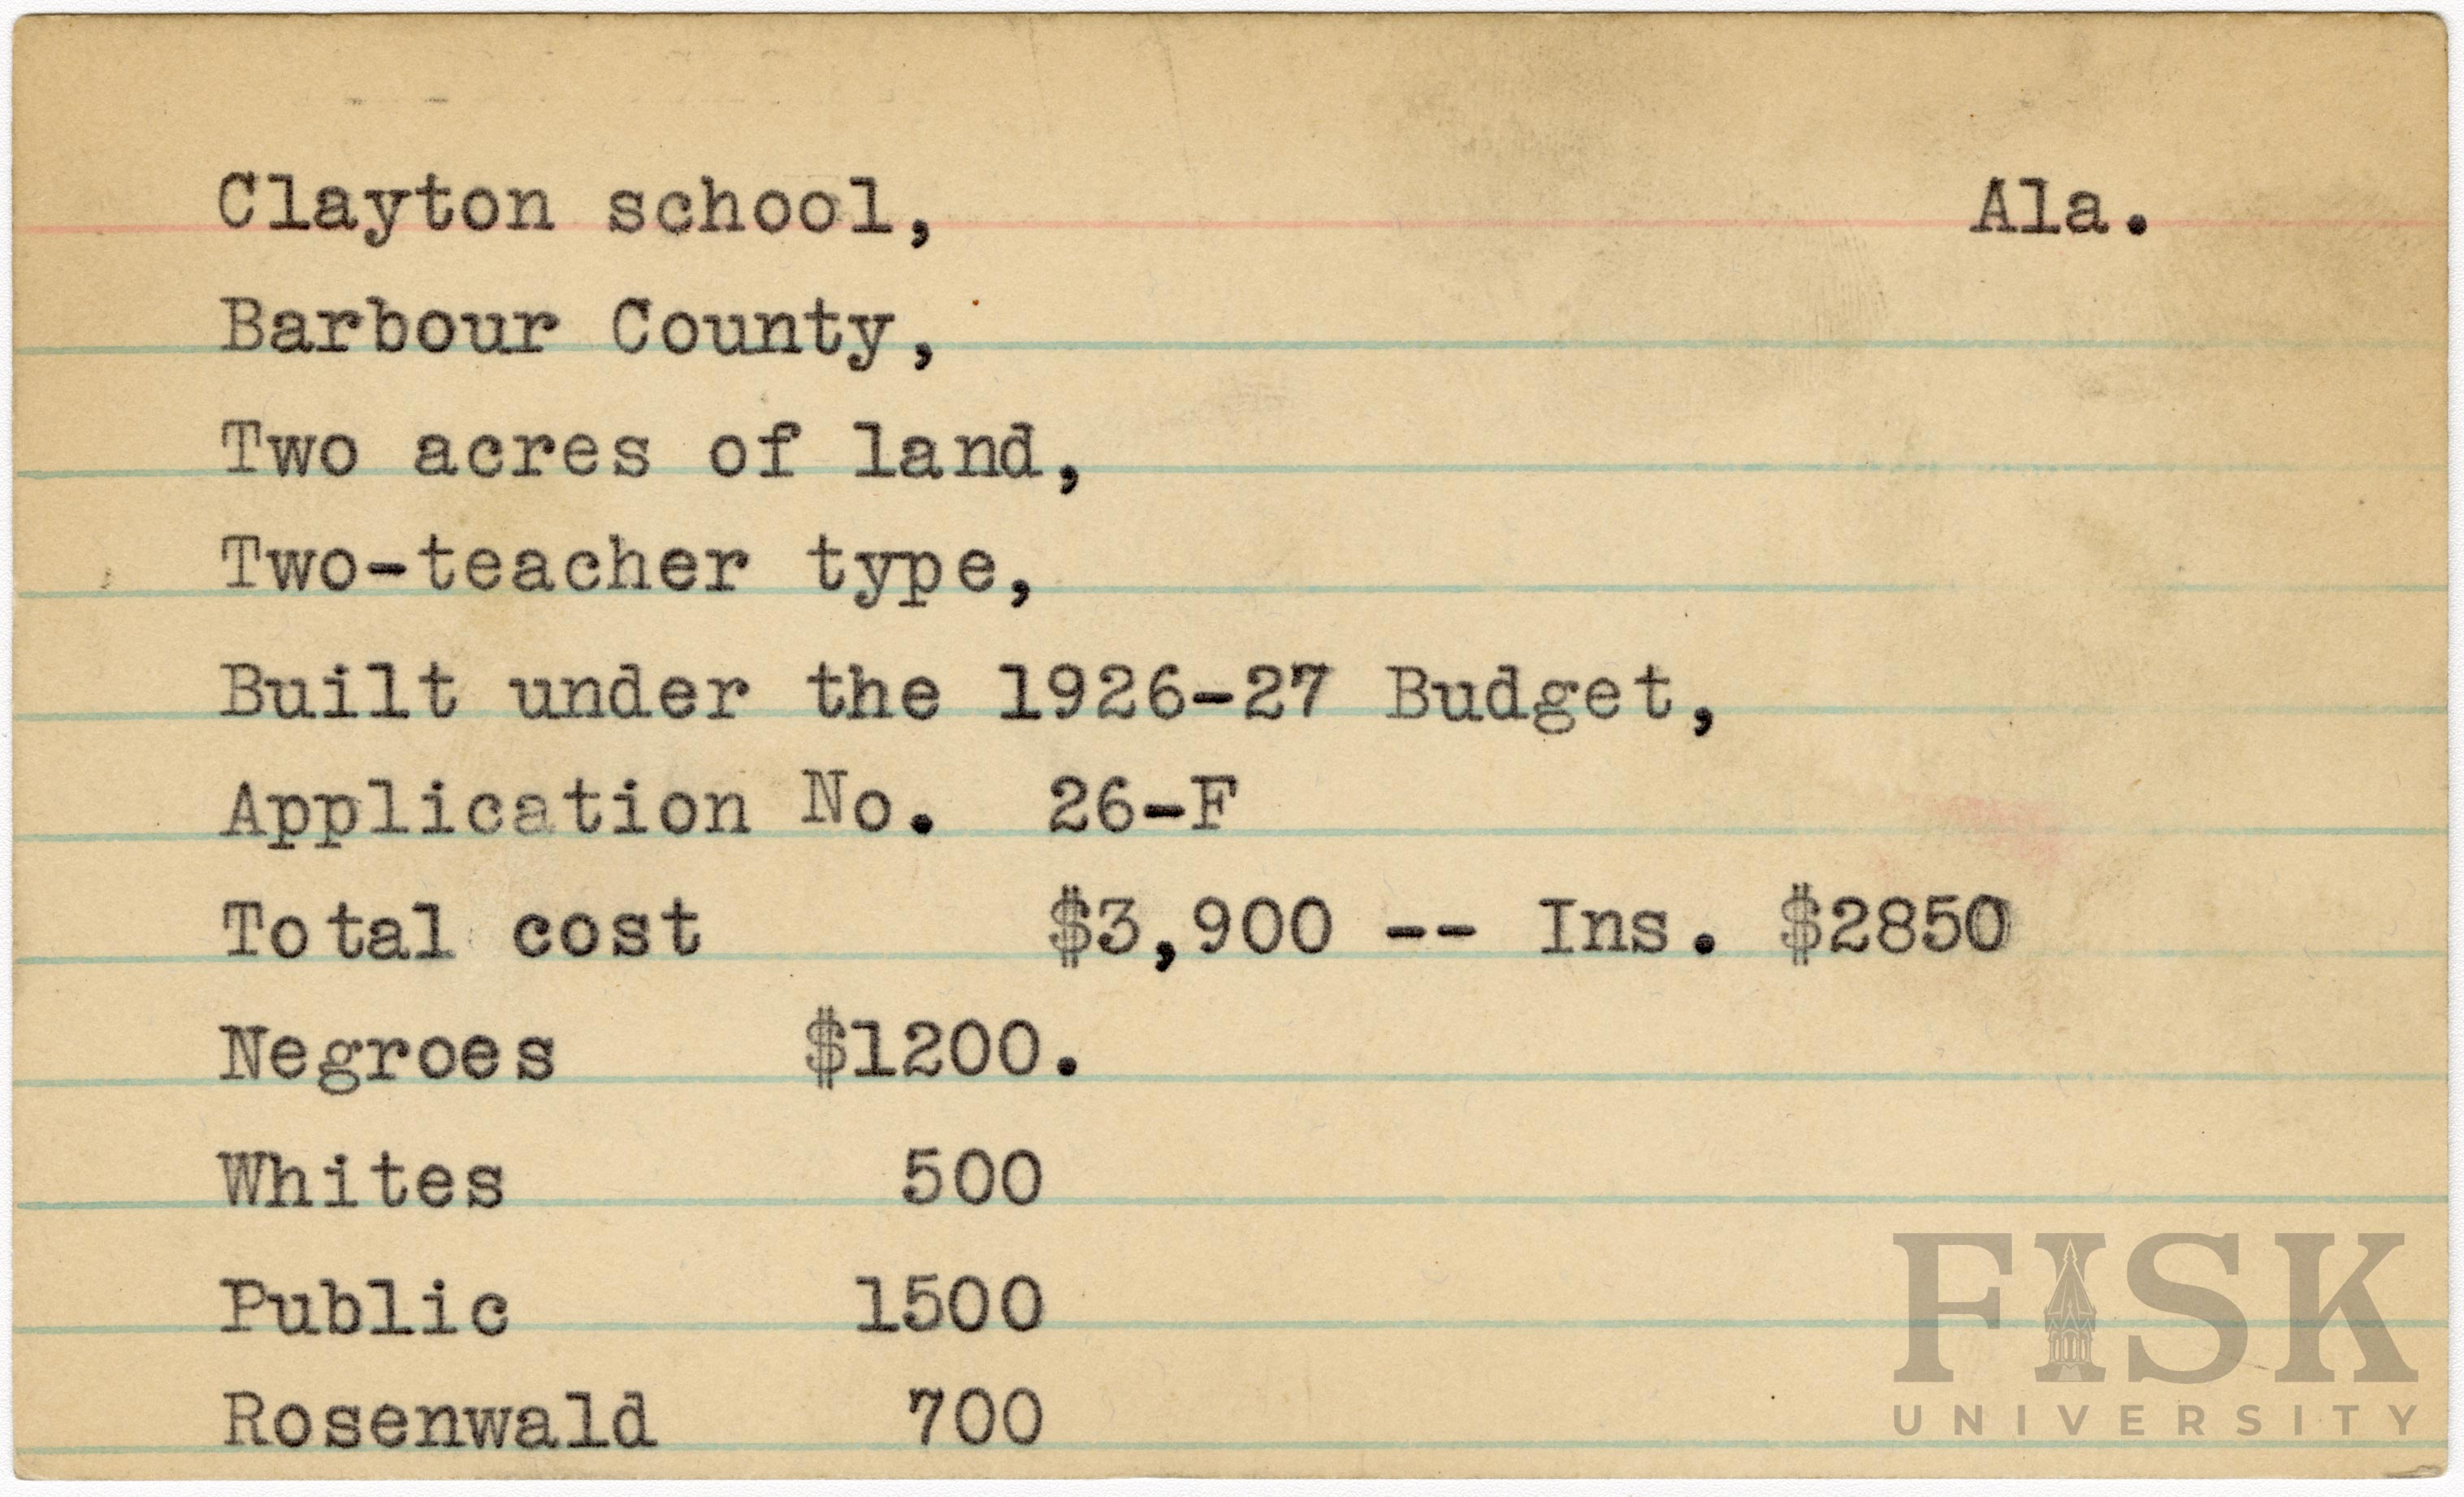 Clayton school, Ala.
Barbour County,
Two acres of land,
Two-teacher type,
Built under the 1926-27 Budget,
Application No. 26-F
Total cost $3,900 -- Ins. $2850
Negroes $1200.
Whites 500
Public 1500
Rosenwald 700
FISK
UNIVERSITY